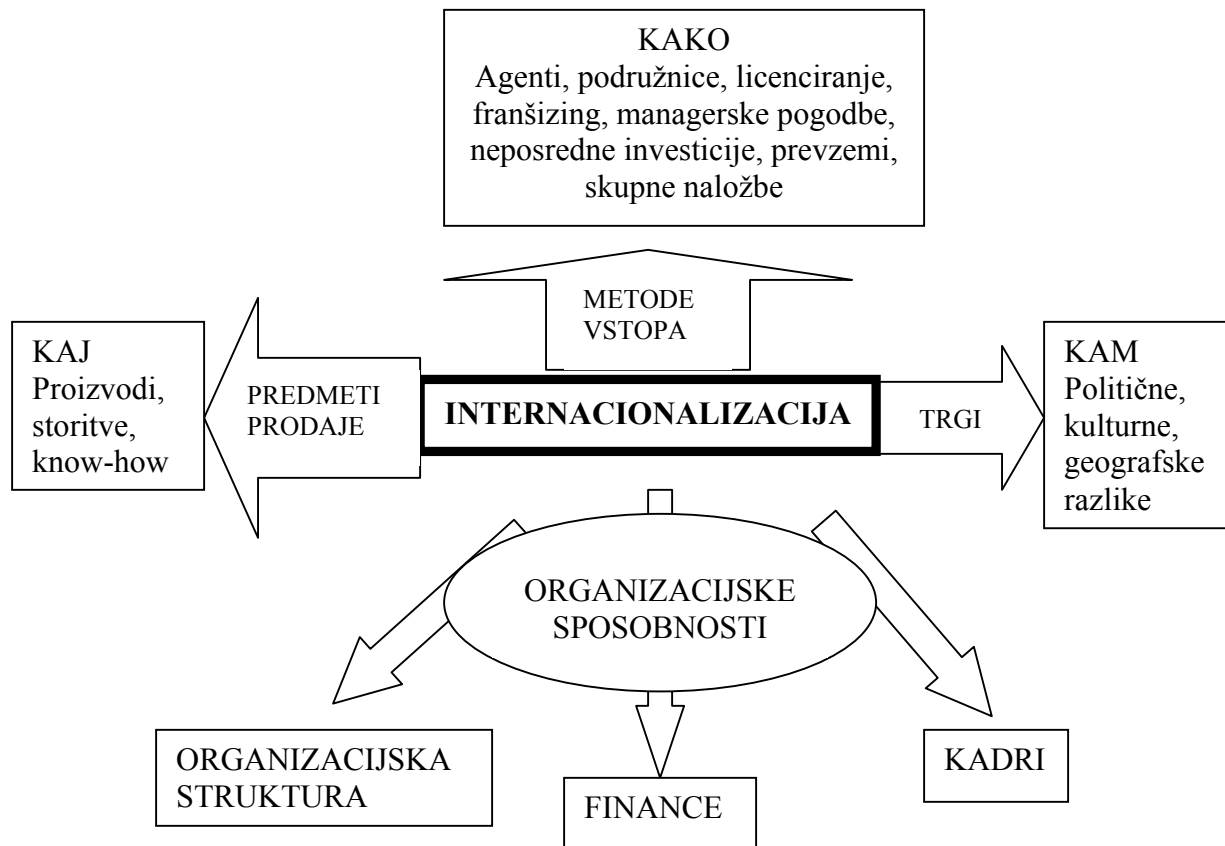 KAKO
Agenti, podružnice, licenciranje,
franšizing, managerske pogodbe,
neposredne investicije, prevzemi,
skupne naložbe
METODE
VSTOPA
KAJ
Proizvodi,
storitve,
know-how
PREDMETI
PRODAJE
INTERNACIONALIZACIJA
TRGI
KAM
Politične,
kulturne,
geografske
razlike
ORGANIZACIJSKE
SPOSOBNOSTI
ORGANIZACIJSKA
STRUKTURA
FINANCE
KADRI